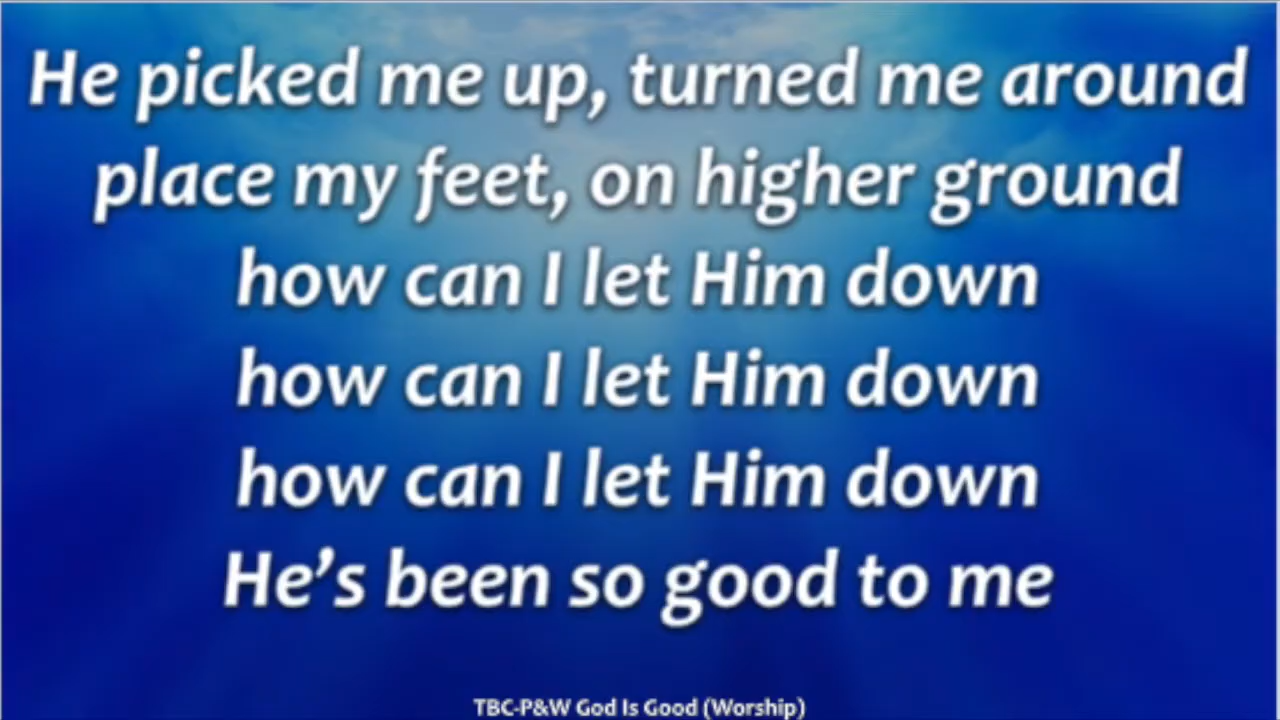 He picked me up, turned me around
place my feet, on higher ground
how can I let Him down
how can I let Him down
how can I let Him down
He’s been so good to me
TBC-P&W God Is Good (Worship)